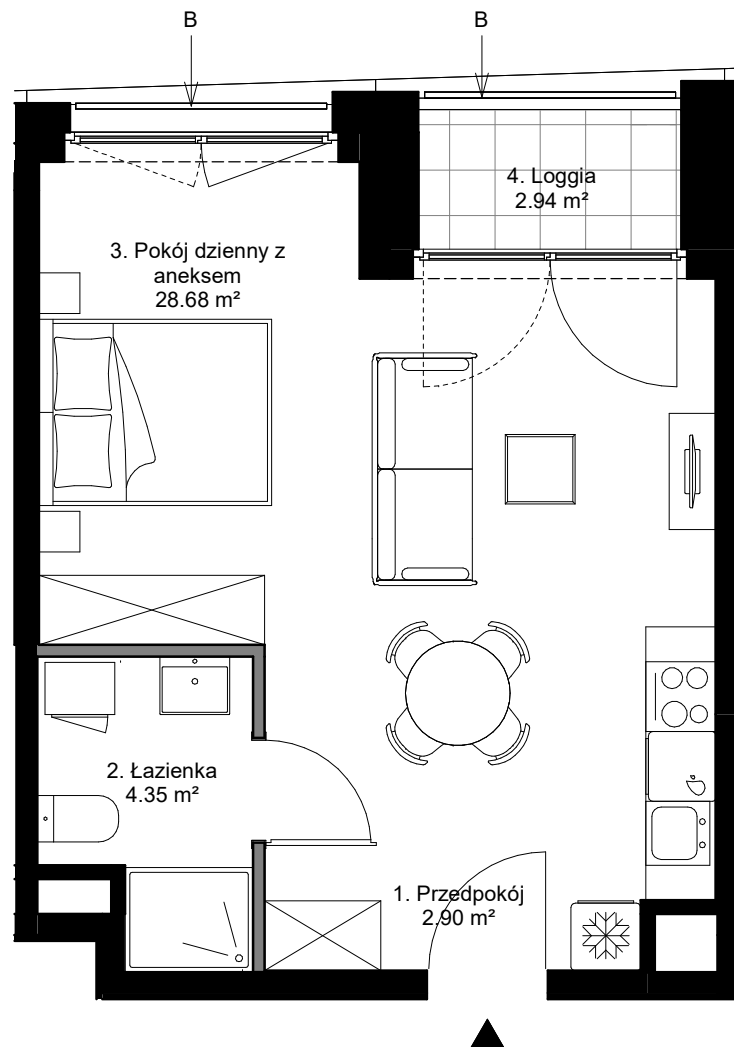 B
B
4. Loggia
2.94 m²
3. Pokój dzienny z
aneksem
28.68 m²
2. Łazienka
4.35 m²
1. Przedpokój
2.90 m²